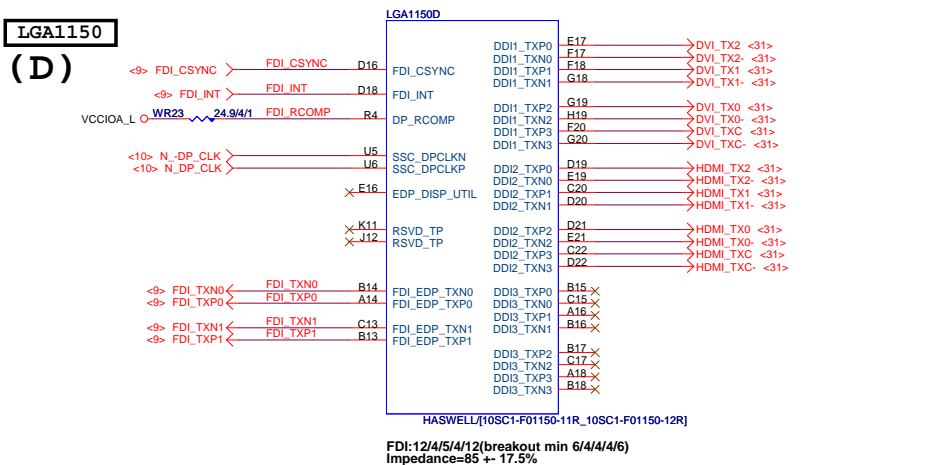 LGA1150D
LGA1150
(D)
<9> FDI_CSYNC FDI_CSYNC D16 FDI_CSYNC
<9> FDI_INT FDI_INT D18 FDI_INT
VCCIOA_L WR23 24.9/4/1 FDI_RCOMP R4 DP_RCOMP
<10> N_-DP_CLK U5 SSC_DPCLKN
<10> N_DP_CLK U6 SSC_DPCLKP
E16 EDP_DISP_UTIL
K11 RSVD_TP
J12 RSVD_TP
<9> FDI_TXN0 FDI_TXN0 B14 FDI_EDP_TXN0
<9> FDI_TXP0 FDI_TXP0 A14 FDI_EDP_TXP0
<9> FDI_TXN1 FDI_TXN1 C13 FDI_EDP_TXN1
<9> FDI_TXP1 FDI_TXP1 B13 FDI_EDP_TXP1
DDI1_TXP0 E17 DVI_TX2 <31>
DDI1_TXN0 F17 DVI_TX2- <31>
DDI1_TXP1 F18 DVI_TX1 <31>
DDI1_TXN1 G18 DVI_TX1- <31>
DDI1_TXP2 G19 DVI_TX0 <31>
DDI1_TXN2 H19 DVI_TX0- <31>
DDI1_TXP3 F20 DVI_TXC <31>
DDI1_TXN3 G20 DVI_TXC- <31>
DDI2_TXP0 D19 HDMI_TX2 <31>
DDI2_TXN0 E19 HDMI_TX2- <31>
DDI2_TXP1 C20 HDMI_TX1 <31>
DDI2_TXN1 D20 HDMI_TX1- <31>
DDI2_TXP2 D21 HDMI_TX0 <31>
DDI2_TXN2 E21 HDMI_TX0- <31>
DDI2_TXP3 C22 HDMI_TXC <31>
DDI2_TXN3 D22 HDMI_TXC- <31>
DDI3_TXP0 B15
DDI3_TXN0 C15
DDI3_TXP1 A16
DDI3_TXN1 B16
DDI3_TXP2 B17
DDI3_TXN2 C17
DDI3_TXP3 A18
DDI3_TXN3 B18
HASWELL/[10SC1-F01150-11R_10SC1-F01150-12R]
FDI:12/4/5/4/12(breakout min 6/4/4/4/6)
Impedance=85 +- 17.5%